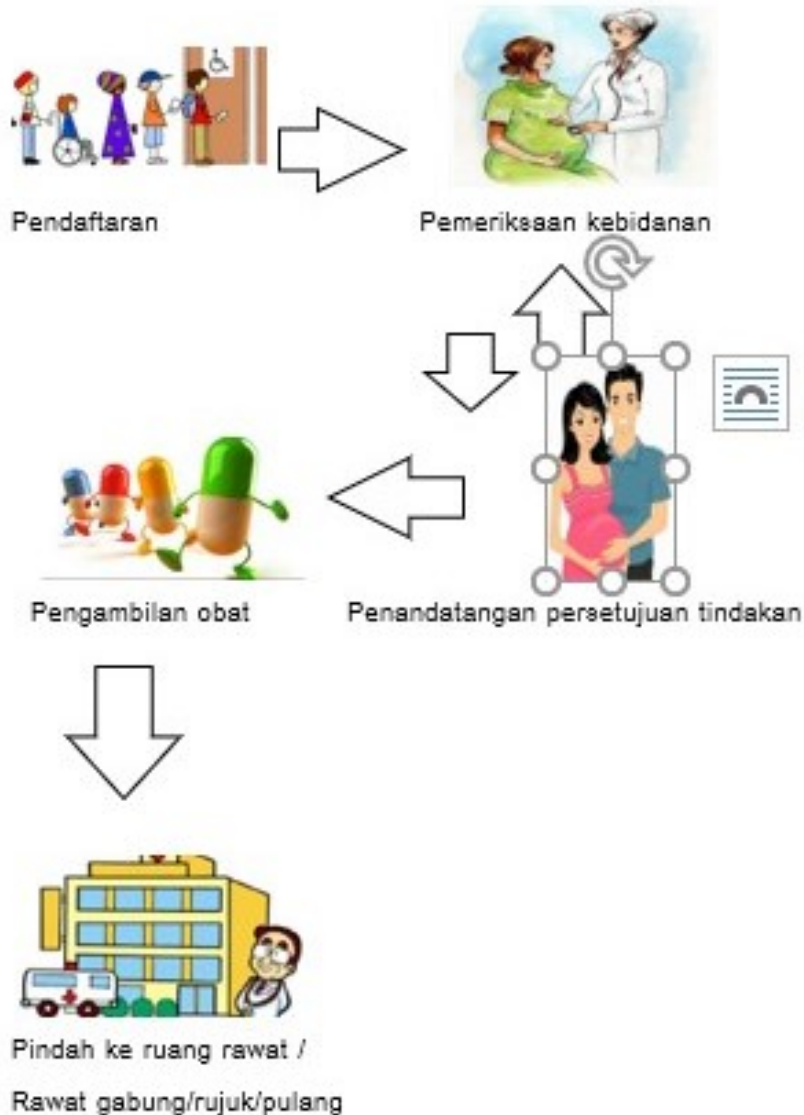 Pendaftaran
Pemeriksaan kebidanan
Pengambilan obat
Penandatangan persetujuan tindakan
Pindah ke ruang rawat /
Rawat gabung/rujuk/pulang